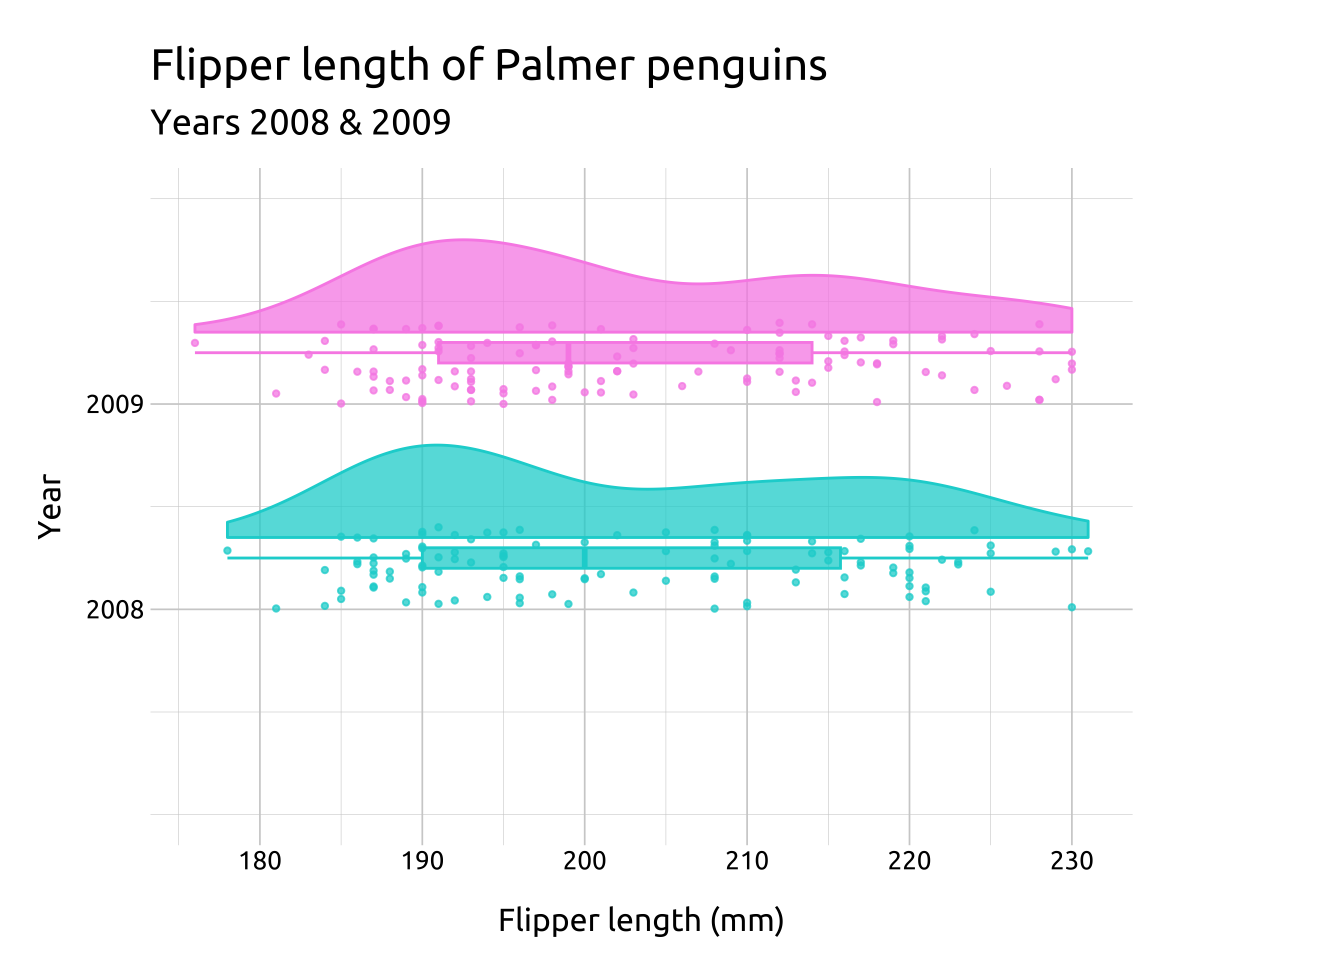 Flipper length of Palmer penguins
Years 2008 & 2009
Year
2009
2008
180 190 200 210 220 230
Flipper length (mm)